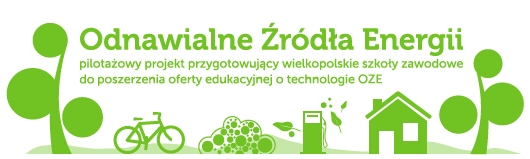 Odnawialne Źródła Energii
pilotażowy projekt przygotowujący wielkopolskie szkoły zawodowe
do poszerzenia oferty edukacyjnej o technologie OZE